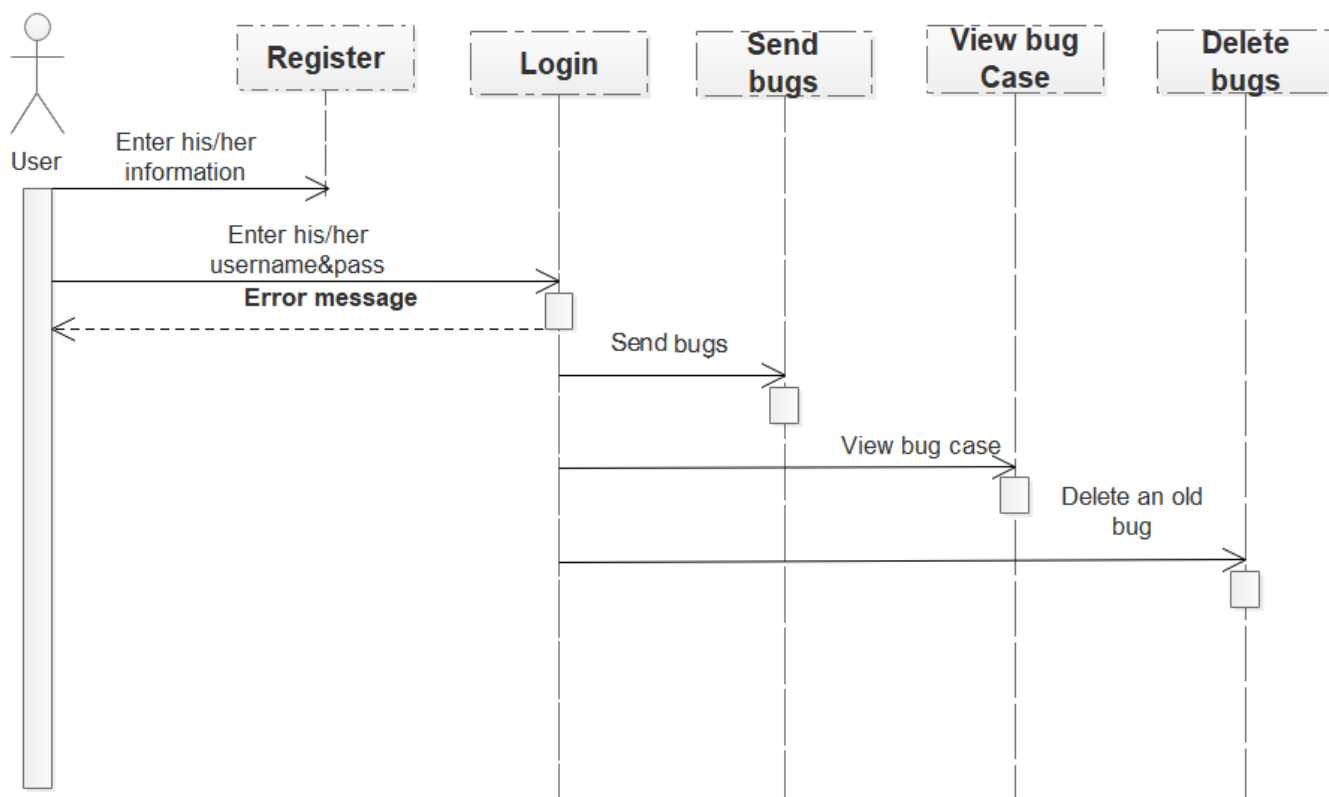 Register
Login
Send
bugs
View bug
Case
Delete
bugs
User
Enter his/her
information
Enter his/her
username&pass
Error message
Send bugs
View bug case
Delete an old
bug